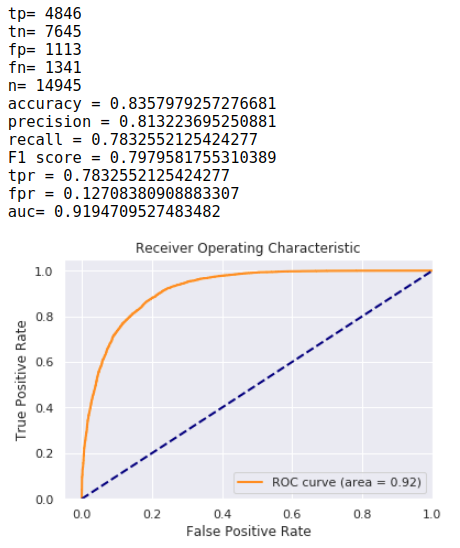 tp= 4846
tn= 7645
fp= 1113
fn= 1341
n= 14945
accuracy = 0.8357979257276681
precision = 0.813223695250881
recall = 0.7832552125424277
F1 score = 0.7979581755310389
tpr = 0.7832552125424277
fpr = 0.12708380908883307
auc= 0.9194709527483482
Receiver Operating Characteristic
1.0
0.8
0.6
0.4
0.2
0.0
True Positive Rate
ROC curve (area = 0.92)
0.0 0.2 0.4 0.6 0.8 1.0
False Positive Rate